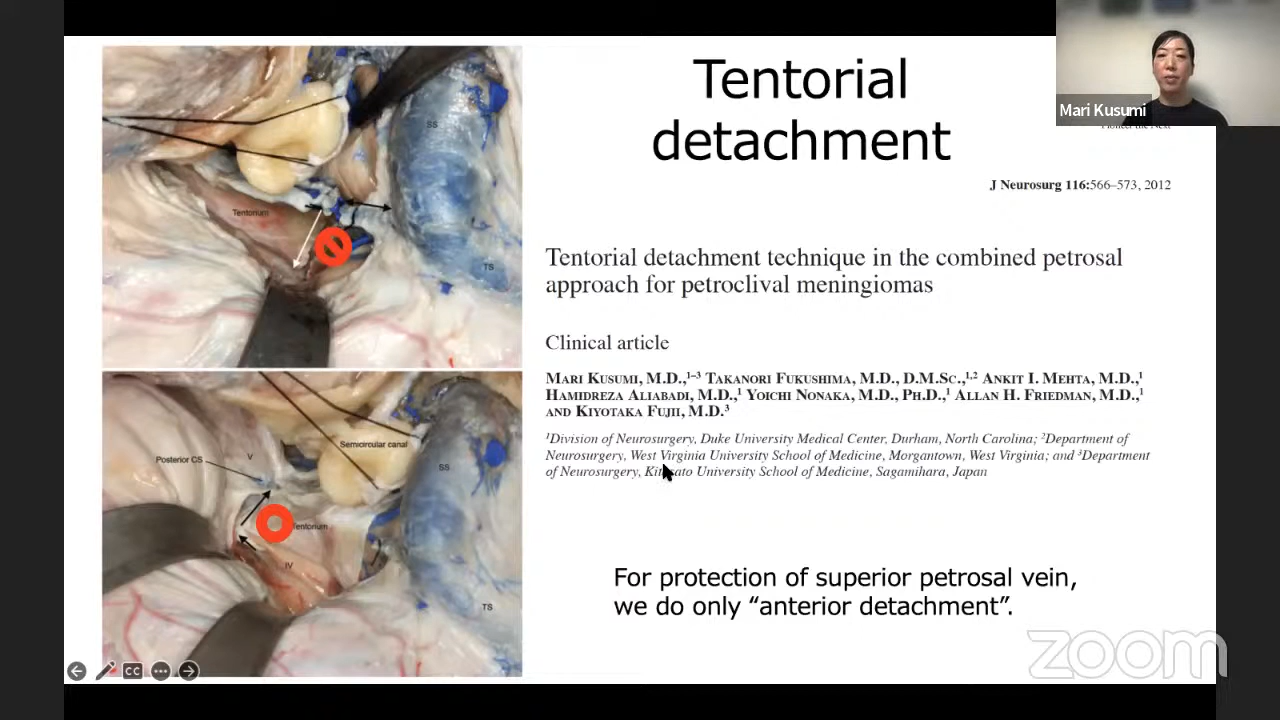 Tentorial
detachment
Mari Kusumi
J Neurosurg 116:566–573, 2012
Tentorial detachment technique in the combined petrosal
approach for petroclival meningiomas
Clinical article
Mari Kusumi, M.D.,1–3 Takanori Fukushima, M.D., D.M.Sc.,1,2 Ankit I. Mehta, M.D.,1
Hamidreza Aliabadi, M.D.,1 Yoichi Nonaka, M.D., Ph.D.,1 Allan H. Friedman, M.D.,1
and Kiyotaka Fujii, M.D.3
1Division of Neurosurgery, Duke University Medical Center, Durham, North Carolina; 2Department of
Neurosurgery, West Virginia University School of Medicine, Morgantown, West Virginia; and 3Department
of Neurosurgery, Kitasato University School of Medicine, Sagamihara, Japan
For protection of superior petrosal vein,
we do only “anterior detachment”.
SS
Tentorium
TS
Semicircular canal
Posterior CS
V
SS
Tentorium
IV
TS
CC
zoom